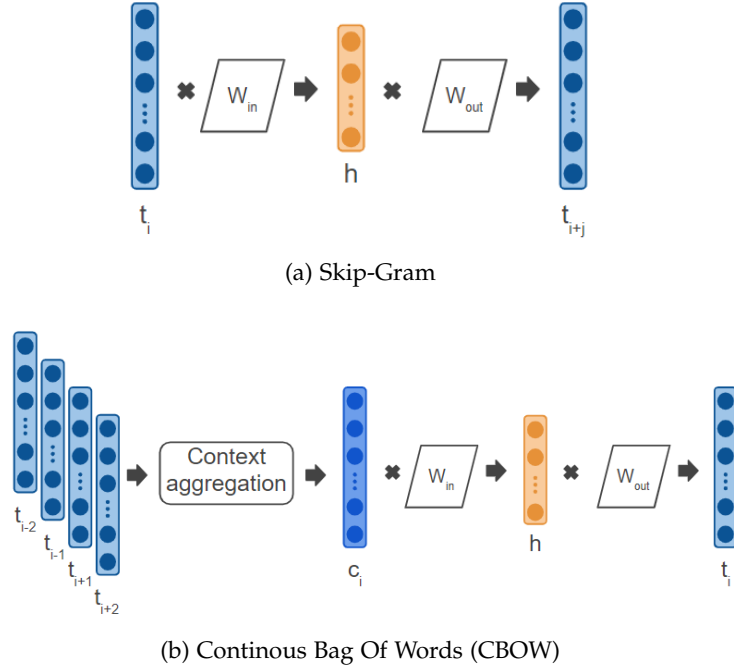 W_in
W_out
h
t_i
t_i+j
(a) Skip-Gram
Context
aggregation
W_in
W_out
t_i-2
t_i-1
t_i+1
t_i+2
c_i
h
t_i
(b) Continous Bag Of Words (CBOW)